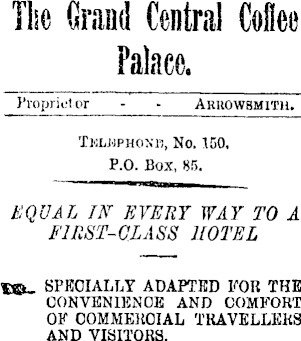 The Grand Central Coffee
Palace.
Proprietor - - ARROWSMITH.
TELEPHONE, No. 150.
P.O. Box, 85.
EQUAL IN EVERY WAY TO A
FIRST-CLASS HOTEL
SPECIALLY ADAPTED FOR THE
CONVENIENCE AND COMFORT
OF COMMERCIAL TRAVELLERS
AND VISITORS.